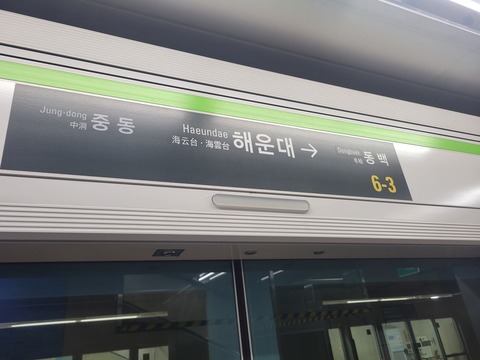 Jung-dong
中洞 중동
Haeundae
海云台·海雲台 해운대 →
Dongbaek
冬柏 동백
6-3